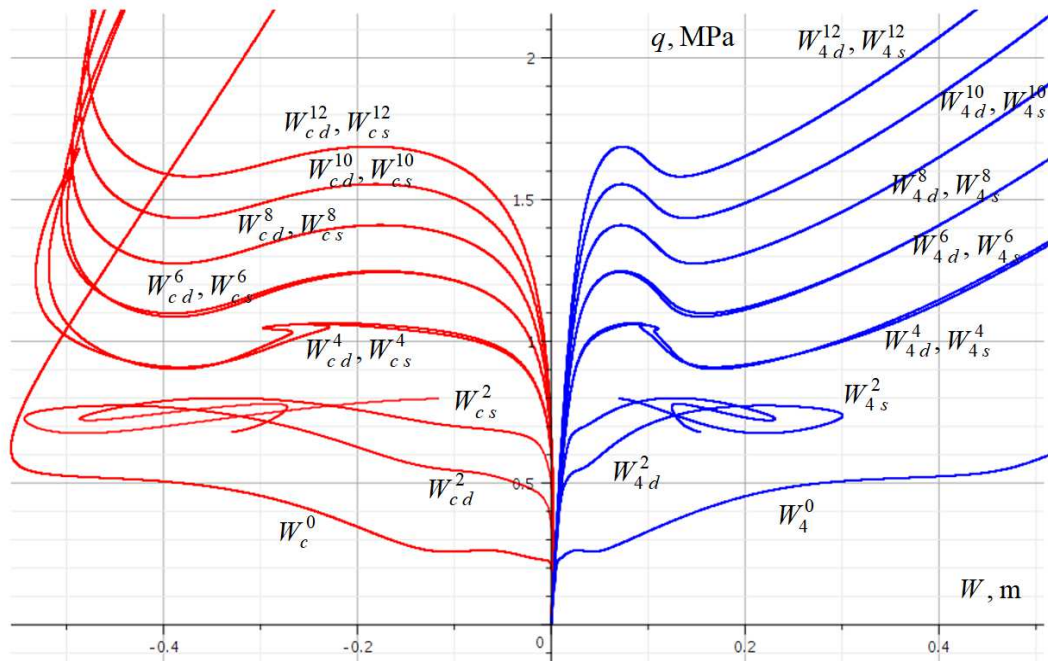 2
q, MPa
W_{4 d}^{12}, W_{4 s}^{12}
W_{c d}^{12}, W_{c s}^{12}
W_{4d}^{10}, W_{4s}^{10}
W_{cd}^{10}, W_{cs}^{10}
1.5
W_{4d}^{8}, W_{4s}^{8}
W_{cd}^{8}, W_{cs}^{8}
W_{4d}^{6}, W_{4s}^{6}
W_{cd}^{6}, W_{cs}^{6}
1
W_{cd}^{4}, W_{cs}^{4}
W_{4d}^{4}, W_{4s}^{4}
W_{cs}^{2}
W_{4s}^{2}
W_{cd}^{2}
0.5
W_{4d}^{2}
W_{c}^{0}
W_{4}^{0}
W, m
-0.4
-0.2
0
0.2
0.4